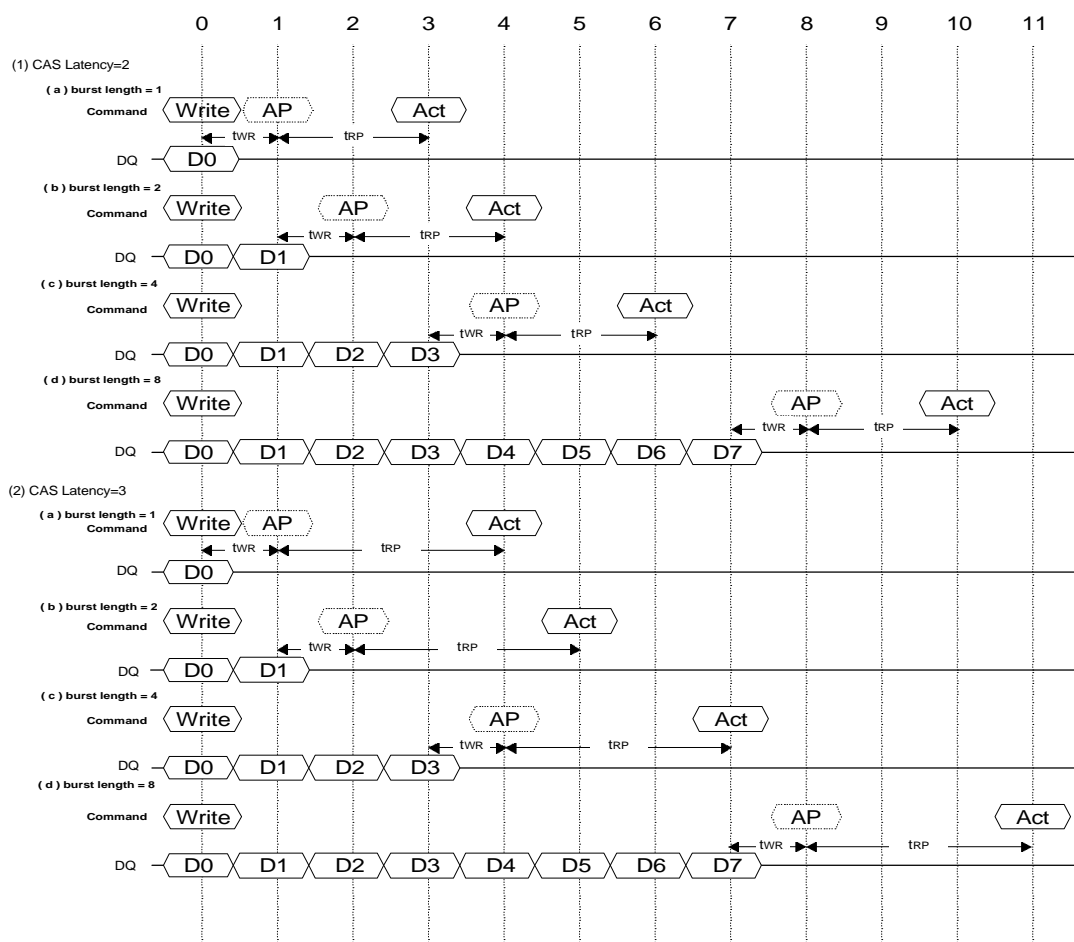 0 1 2 3 4 5 6 7 8 9 10 11
(1) CAS Latency=2
( a ) burst length = 1
Command Write AP Act
tWR tRP
DQ D0
( b ) burst length = 2
Command Write AP Act
tWR tRP
DQ D0 D1
( c ) burst length = 4
Command Write AP Act
tWR tRP
DQ D0 D1 D2 D3
( d ) burst length = 8
Command Write AP Act
tWR tRP
DQ D0 D1 D2 D3 D4 D5 D6 D7
(2) CAS Latency=3
( a ) burst length = 1
Command Write AP Act
tWR tRP
DQ D0
( b ) burst length = 2
Command Write AP Act
tWR tRP
DQ D0 D1
( c ) burst length = 4
Command Write AP Act
tWR tRP
DQ D0 D1 D2 D3
( d ) burst length = 8
Command Write AP Act
tWR tRP
DQ D0 D1 D2 D3 D4 D5 D6 D7